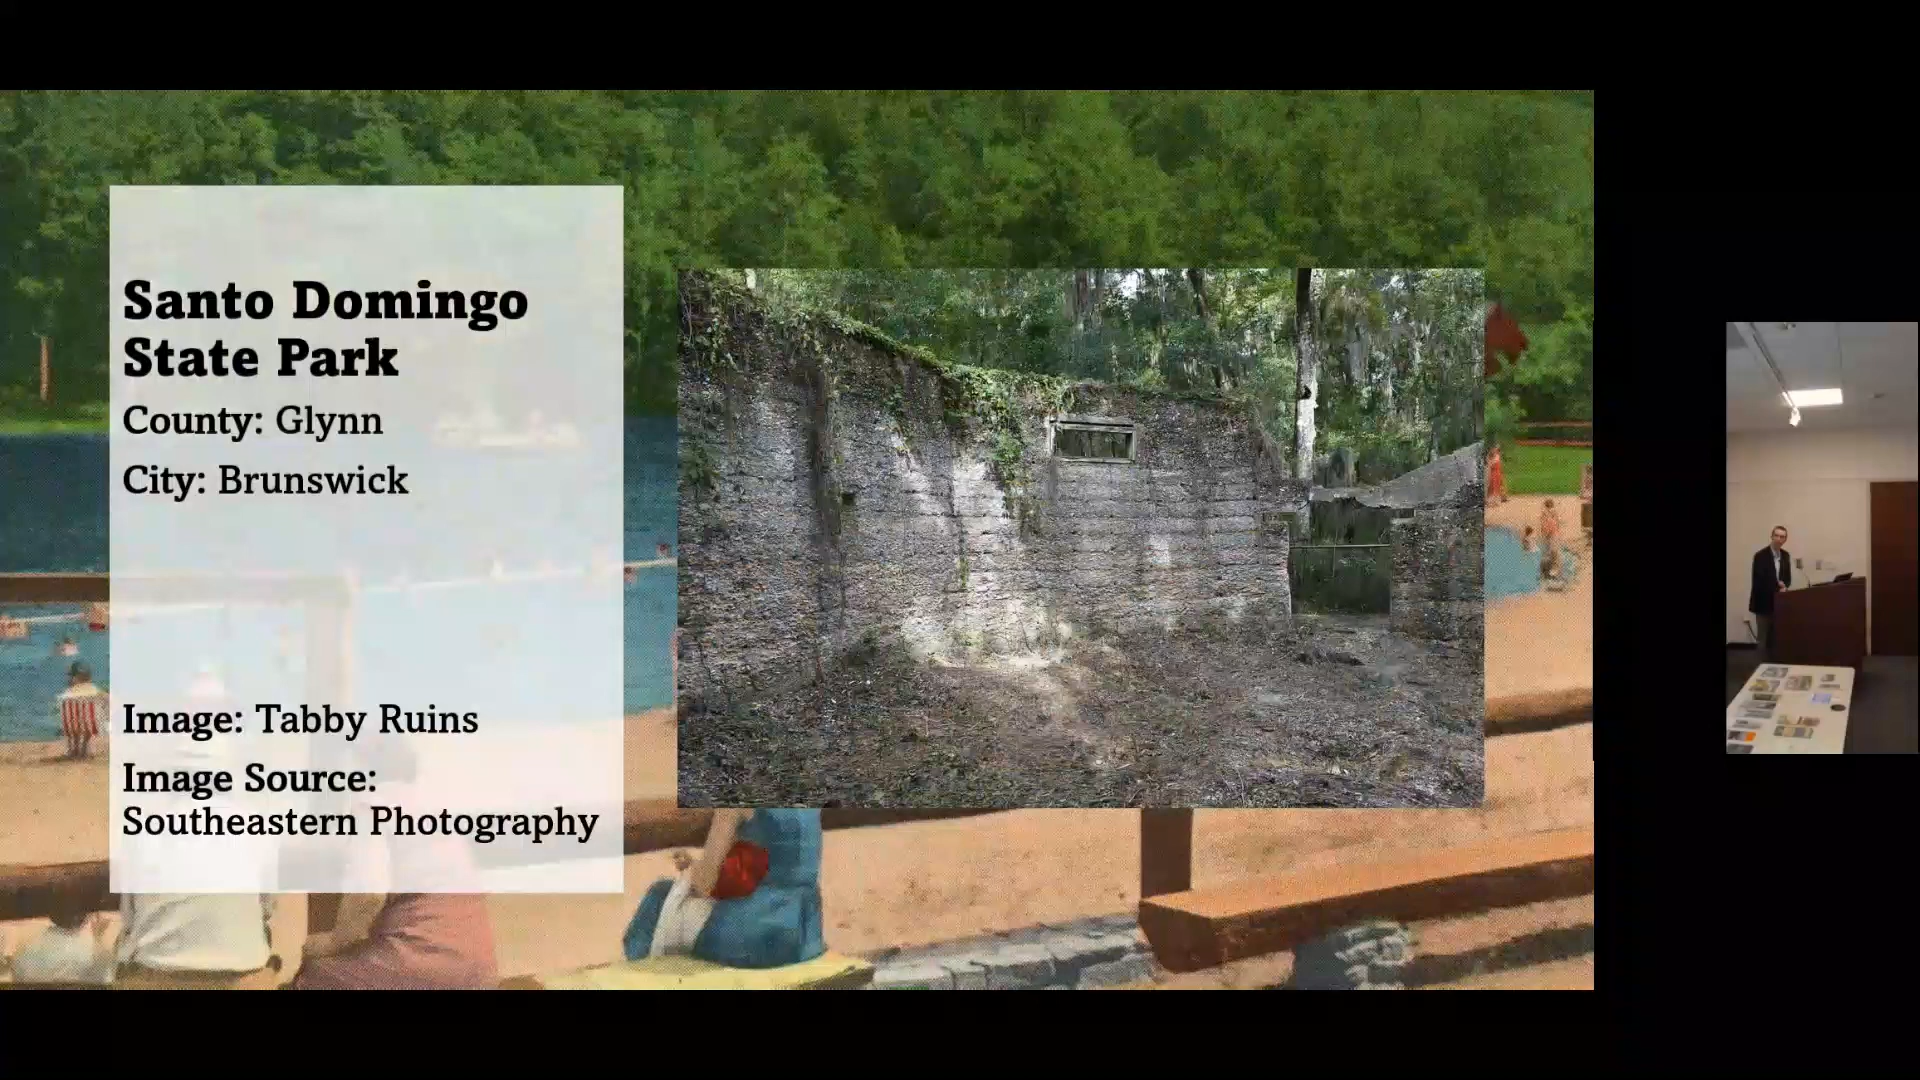 Santo Domingo
State Park
County: Glynn
City: Brunswick
Image: Tabby Ruins
Image Source:
Southeastern Photography